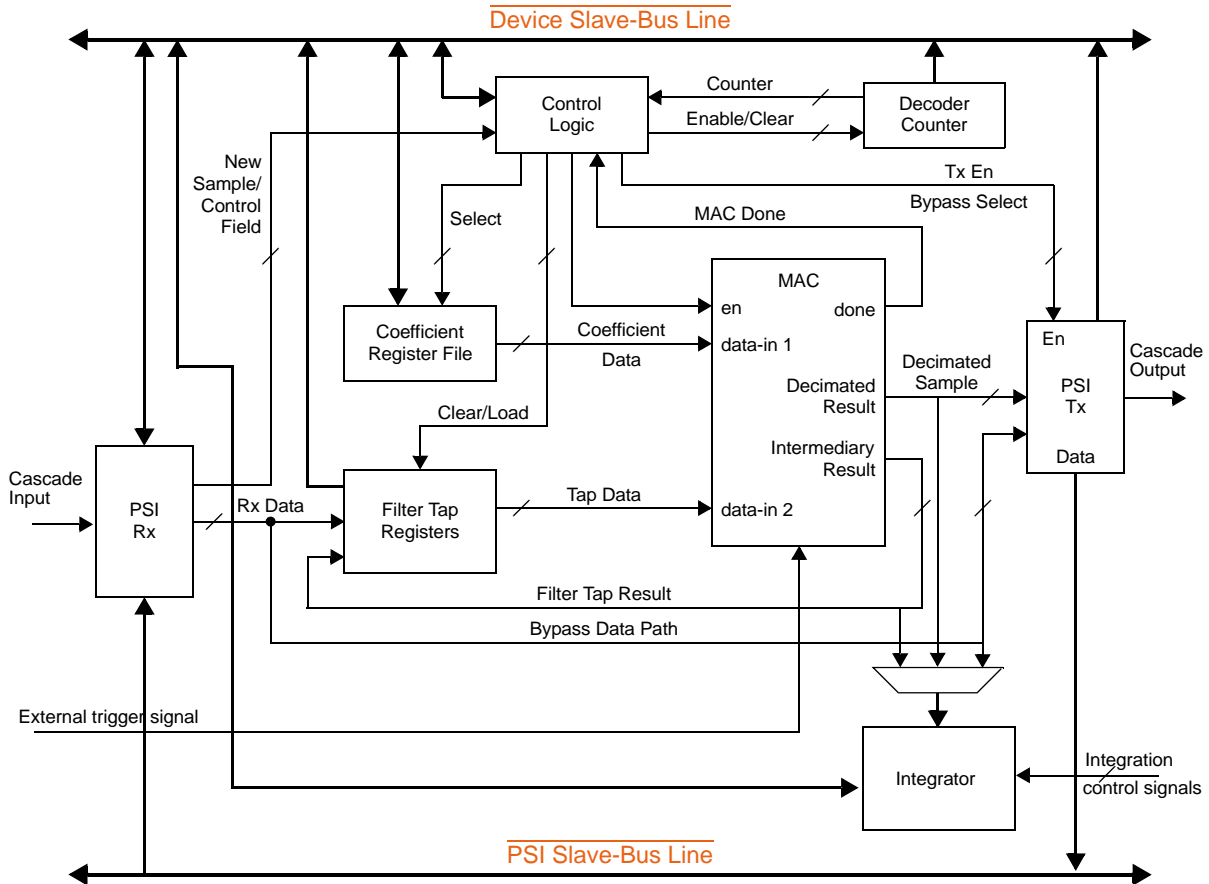 Device Slave-Bus Line
Control
Logic
Counter
Enable/Clear
Decoder
Counter
New
Sample/
Control
Field
Select
Tx En
Bypass Select
MAC Done
MAC
en
done
data-in 1
Decimated
Result
Intermediary
Result
data-in 2
Coefficient
Register File
Coefficient
Data
Decimated
Sample
En
PSI
Tx
Data
Cascade
Output
Clear/Load
Cascade
Input
PSI
Rx
Rx Data
Filter Tap
Registers
Tap Data
Filter Tap Result
Bypass Data Path
External trigger signal
Integrator
Integration
control signals
PSI Slave-Bus Line